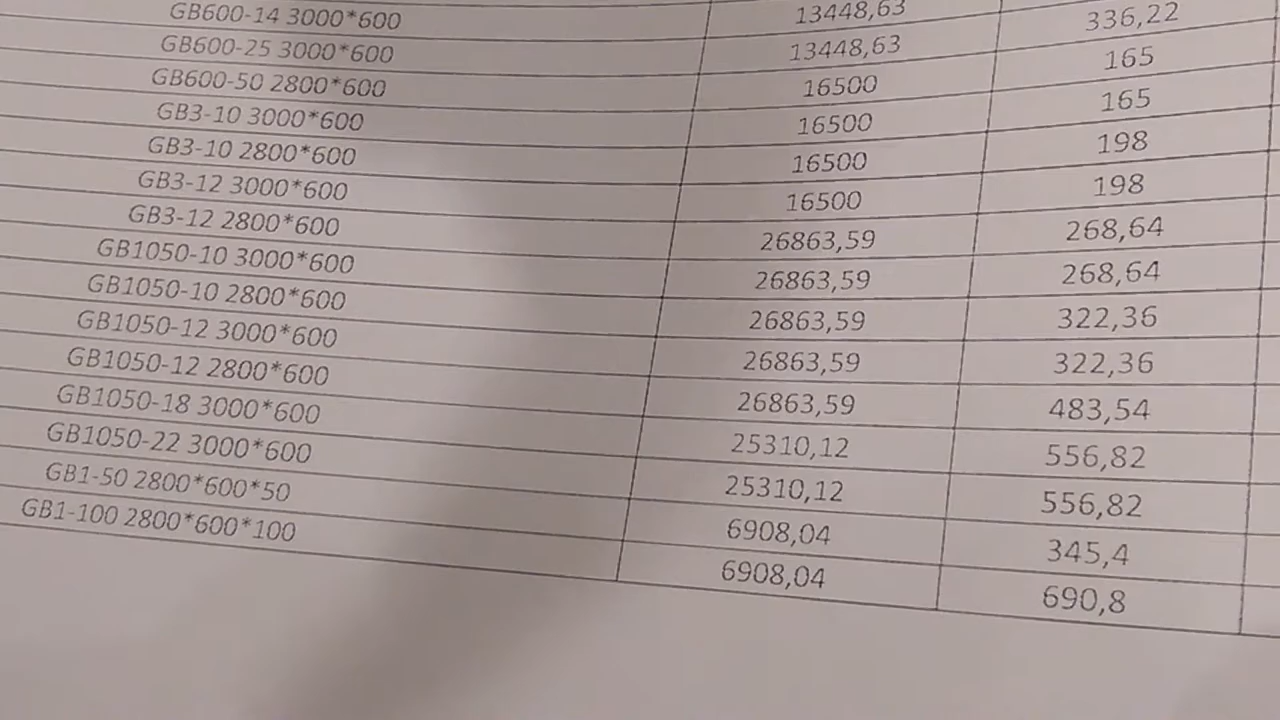 GB600-14 3000*600 13448,63
GB600-25 3000*600 13448,63 336,22
GB600-50 2800*600 16500 165
GB3-10 3000*600 16500 165
GB3-10 2800*600 16500 198
GB3-12 3000*600 16500 198
GB3-12 2800*600 26863,59 268,64
GB1050-10 3000*600 26863,59 268,64
GB1050-10 2800*600 26863,59 322,36
GB1050-12 3000*600 26863,59 322,36
GB1050-12 2800*600 26863,59 483,54
GB1050-18 3000*600 25310,12 556,82
GB1050-22 3000*600 25310,12 556,82
GB1-50 2800*600*50 6908,04 345,4
GB1-100 2800*600*100 6908,04 690,8